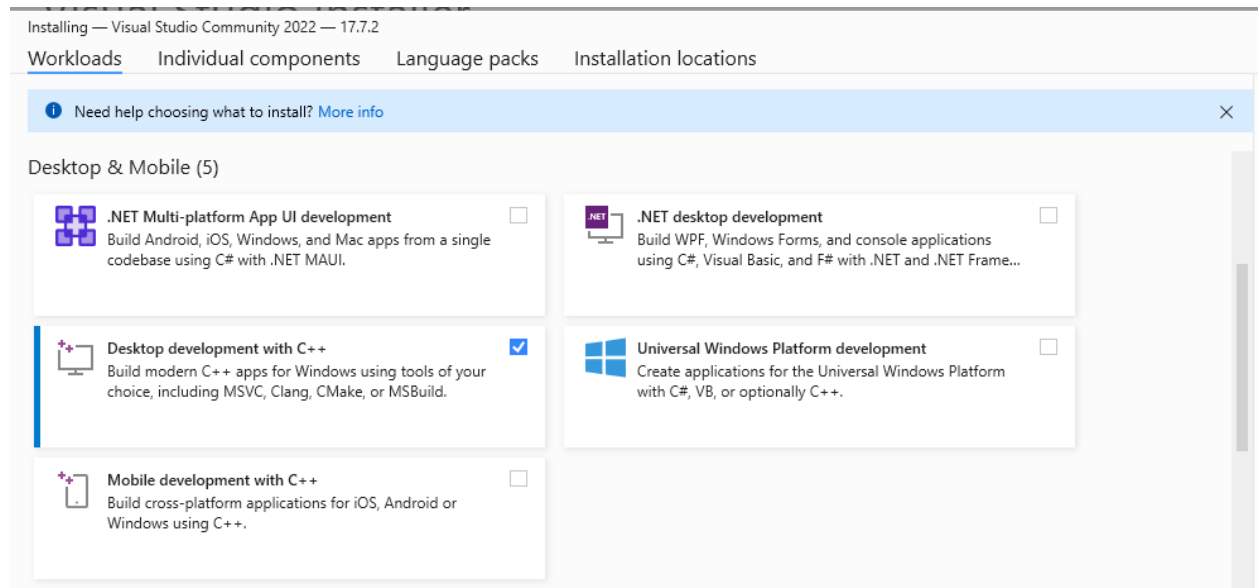 Visual Studio Installer
Installing — Visual Studio Community 2022 — 17.7.2
Workloads Individual components Language packs Installation locations
Need help choosing what to install? More info
Desktop & Mobile (5)
.NET Multi-platform App UI development
Build Android, iOS, Windows, and Mac apps from a single
codebase using C# with .NET MAUI.
.NET
.NET desktop development
Build WPF, Windows Forms, and console applications
using C#, Visual Basic, and F# with .NET and .NET Frame...
Desktop development with C++
Build modern C++ apps for Windows using tools of your
choice, including MSVC, Clang, CMake, or MSBuild.
Universal Windows Platform development
Create applications for the Universal Windows Platform
with C#, VB, or optionally C++.
Mobile development with C++
Build cross-platform applications for iOS, Android or
Windows using C++.